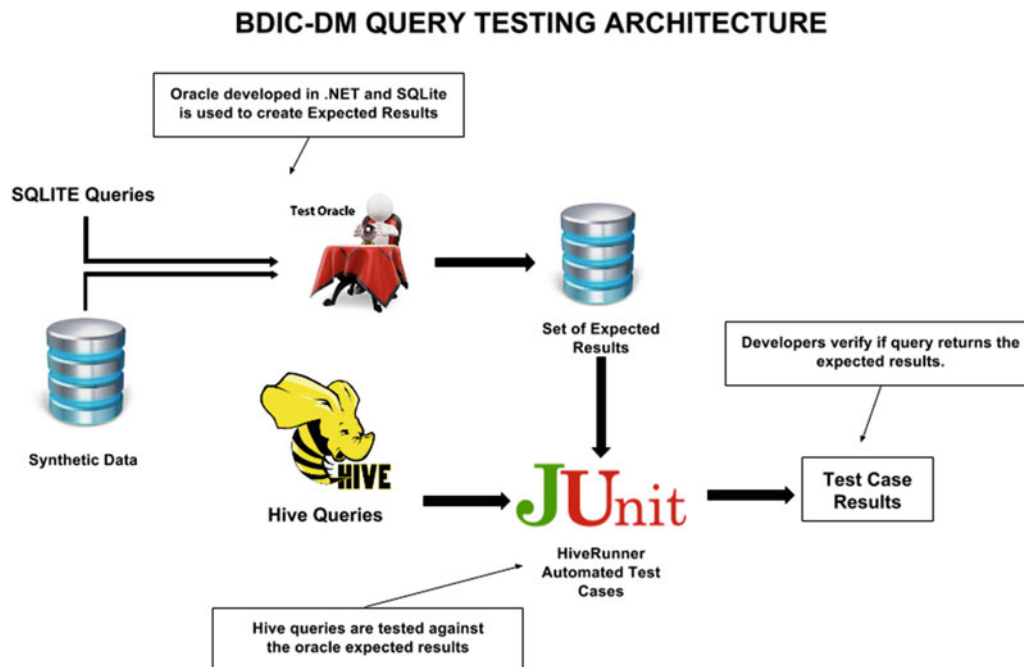 BDIC-DM QUERY TESTING ARCHITECTURE
Oracle developed in .NET and SQLite
is used to create Expected Results
SQLITE Queries
Test Oracle
Set of Expected
Results
Developers verify if query returns the
expected results.
Synthetic Data
HIVE
Hive Queries
JUnit
Test Case
Results
HiveRunner
Automated Test
Cases
Hive queries are tested against
the oracle expected results